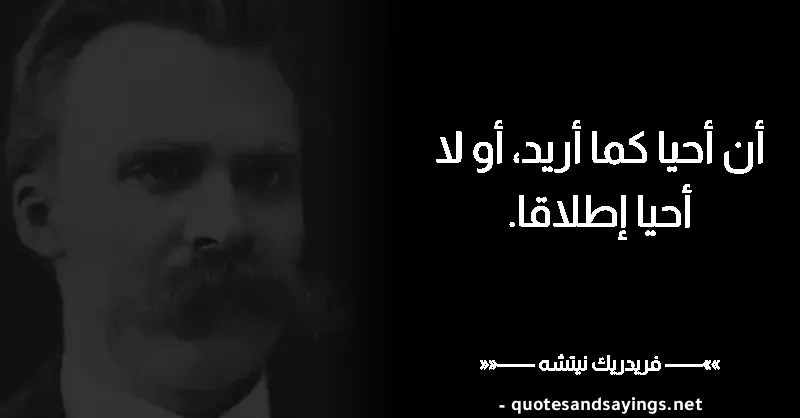 أن أحيا كما أريد، أو لا
أحيا إطلاقا.
»»—— فريدريك نيتشه ——««
- quotesandsayings.net